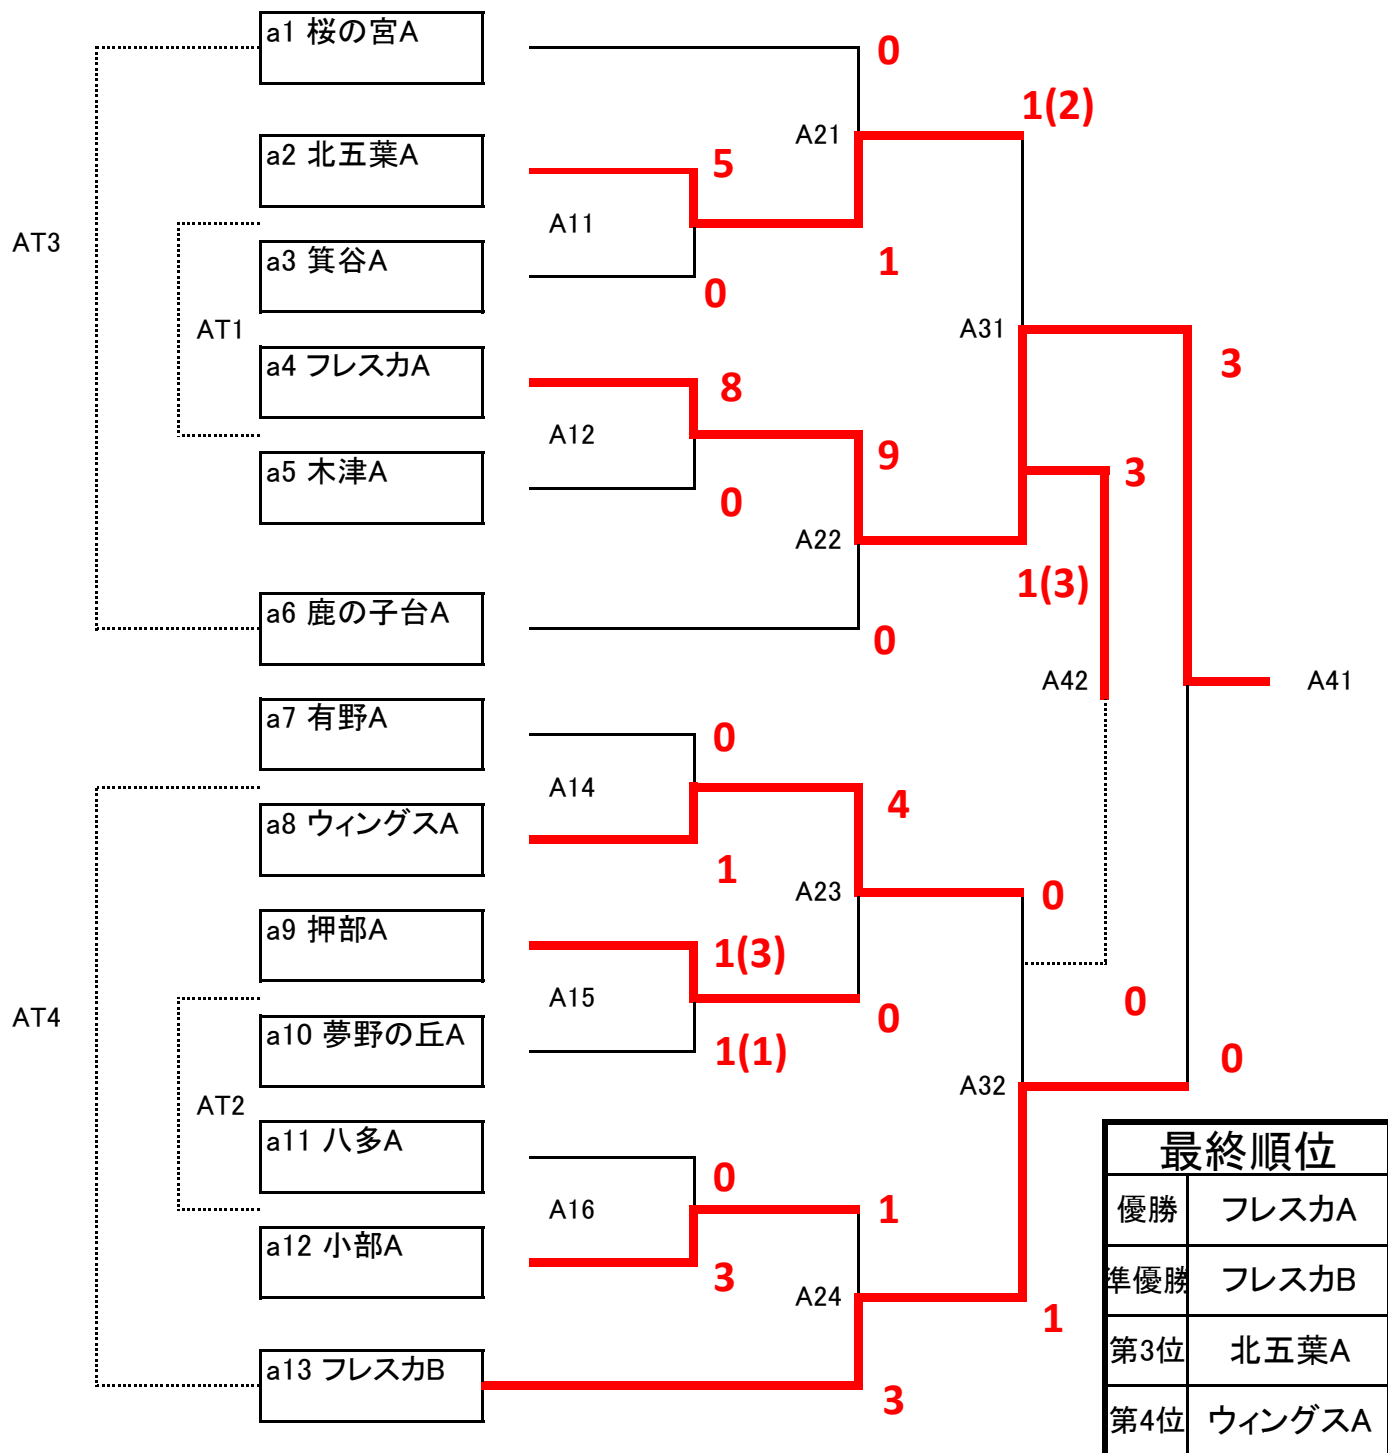 a1 桜の宮A
0
1(2)
A21
a2 北五葉A
5
A11
AT3
a3 箕谷A
1
0
AT1
A31
a4 フレスカA
3
8
A12
9
a5 木津A
3
0
A22
1(3)
a6 鹿の子台A
0
A42
A41
a7 有野A
0
A14
4
a8 ウィングスA
1
A23
0
a9 押部A
1(3)
A15
0
AT4
0
a10 夢野の丘A
1(1)
0
A32
AT2
a11 八多A
最終順位
0
A16
1
優勝 フレスカA
a12 小部A
3
A24
準優勝 フレスカB
1
第3位 北五葉A
a13 フレスカB
3
第4位 ウィングスA